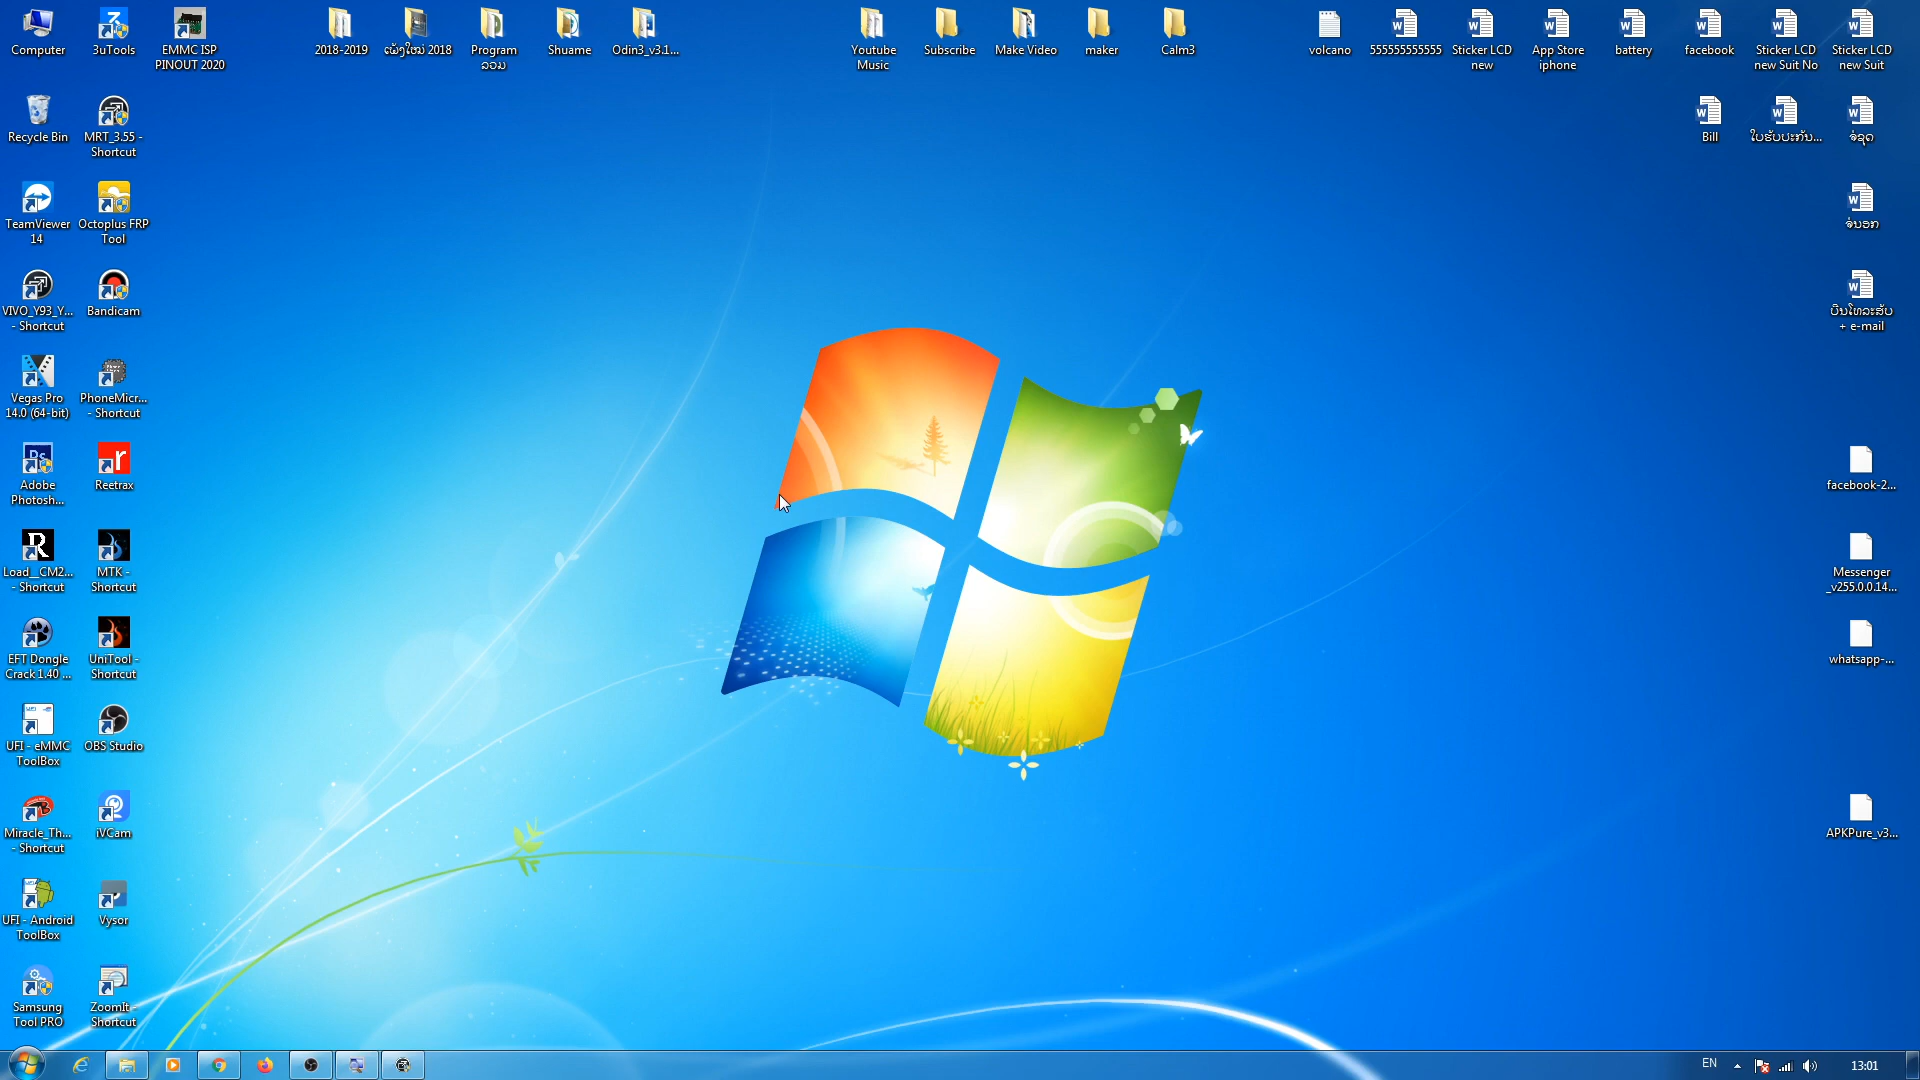 Computer
3uTools
EMMC ISP
PINOUT 2020
2018-2019
ເພັງໃໝ່ 2018
Program
ລວມ
Shuame
Odin3_v3.1...
Youtube
Music
Subscribe
Make Video
maker
Calm3
volcano
555555555555
Sticker LCD
new
App Store
iphone
battery
facebook
Sticker LCD
new Suit No
Sticker LCD
new Suit
Recycle Bin
MRT_3.55 -
Shortcut
Bill
ໃບຮັບປະກັນ...
ຈໍຊຸດ
TeamViewer
14
Octoplus FRP
Tool
ຈໍນອກ
VIVO_Y93_Y...
- Shortcut
Bandicam
ບີນໂທລະສັບ
+ e-mail
Vegas Pro
14.0 (64-bit)
PhoneMicr...
- Shortcut
Adobe
Photosh...
Reetrax
facebook-2...
Load__CM2...
- Shortcut
MTK -
Shortcut
Messenger
_v255.0.0.14...
EFT Dongle
Crack 1.40 ...
UniTool -
Shortcut
whatsapp-...
UFI - eMMC
ToolBox
OBS Studio
Miracle_Th...
- Shortcut
iVCam
APKPure_v3...
UFI - Android
ToolBox
Vysor
Samsung
Tool PRO
ZoomIt -
Shortcut
EN
13:01